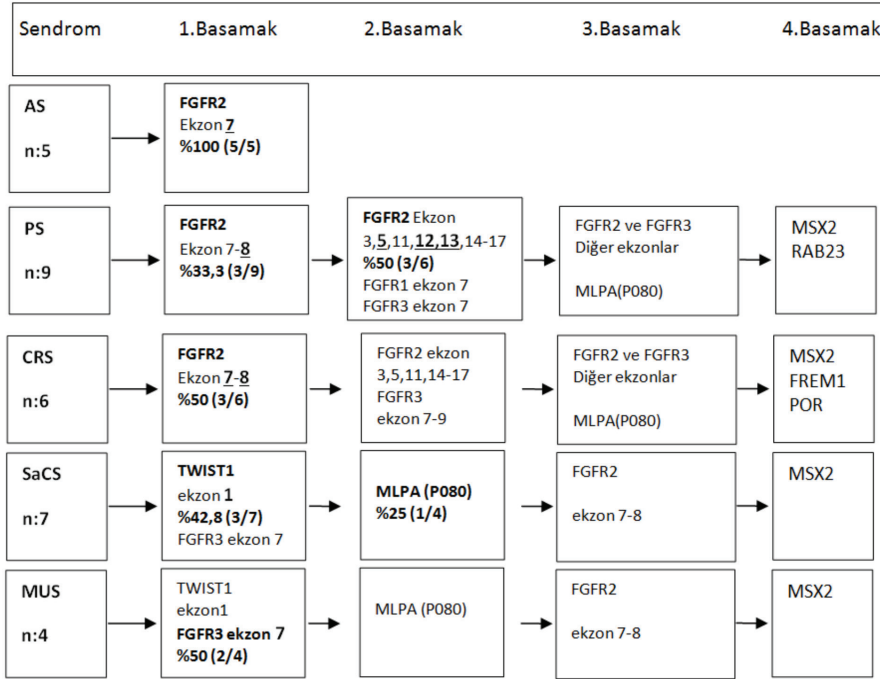 Sendrom 1.Basamak 2.Basamak 3.Basamak 4.Basamak
AS
n:5
FGFR2
Ekzon 7
%100 (5/5)
PS
n:9
FGFR2
Ekzon 7-8
%33,3 (3/9)
FGFR2 Ekzon
3,5,11,12,13,14-17
%50 (3/6)
FGFR1 ekzon 7
FGFR3 ekzon 7
FGFR2 ve FGFR3
Diğer ekzonlar
MLPA(P080)
MSX2
RAB23
CRS
n:6
FGFR2
Ekzon 7-8
%50 (3/6)
FGFR2 ekzon
3,5,11,14-17
FGFR3
ekzon 7-9
FGFR2 ve FGFR3
Diğer ekzonlar
MLPA(P080)
MSX2
FREM1
POR
SaCS
n:7
TWIST1
ekzon 1
%42,8 (3/7)
FGFR3 ekzon 7
MLPA (P080)
%25 (1/4)
FGFR2
ekzon 7-8
MSX2
MUS
n:4
TWIST1
ekzon1
FGFR3 ekzon 7
%50 (2/4)
MLPA (P080)
FGFR2
ekzon 7-8
MSX2